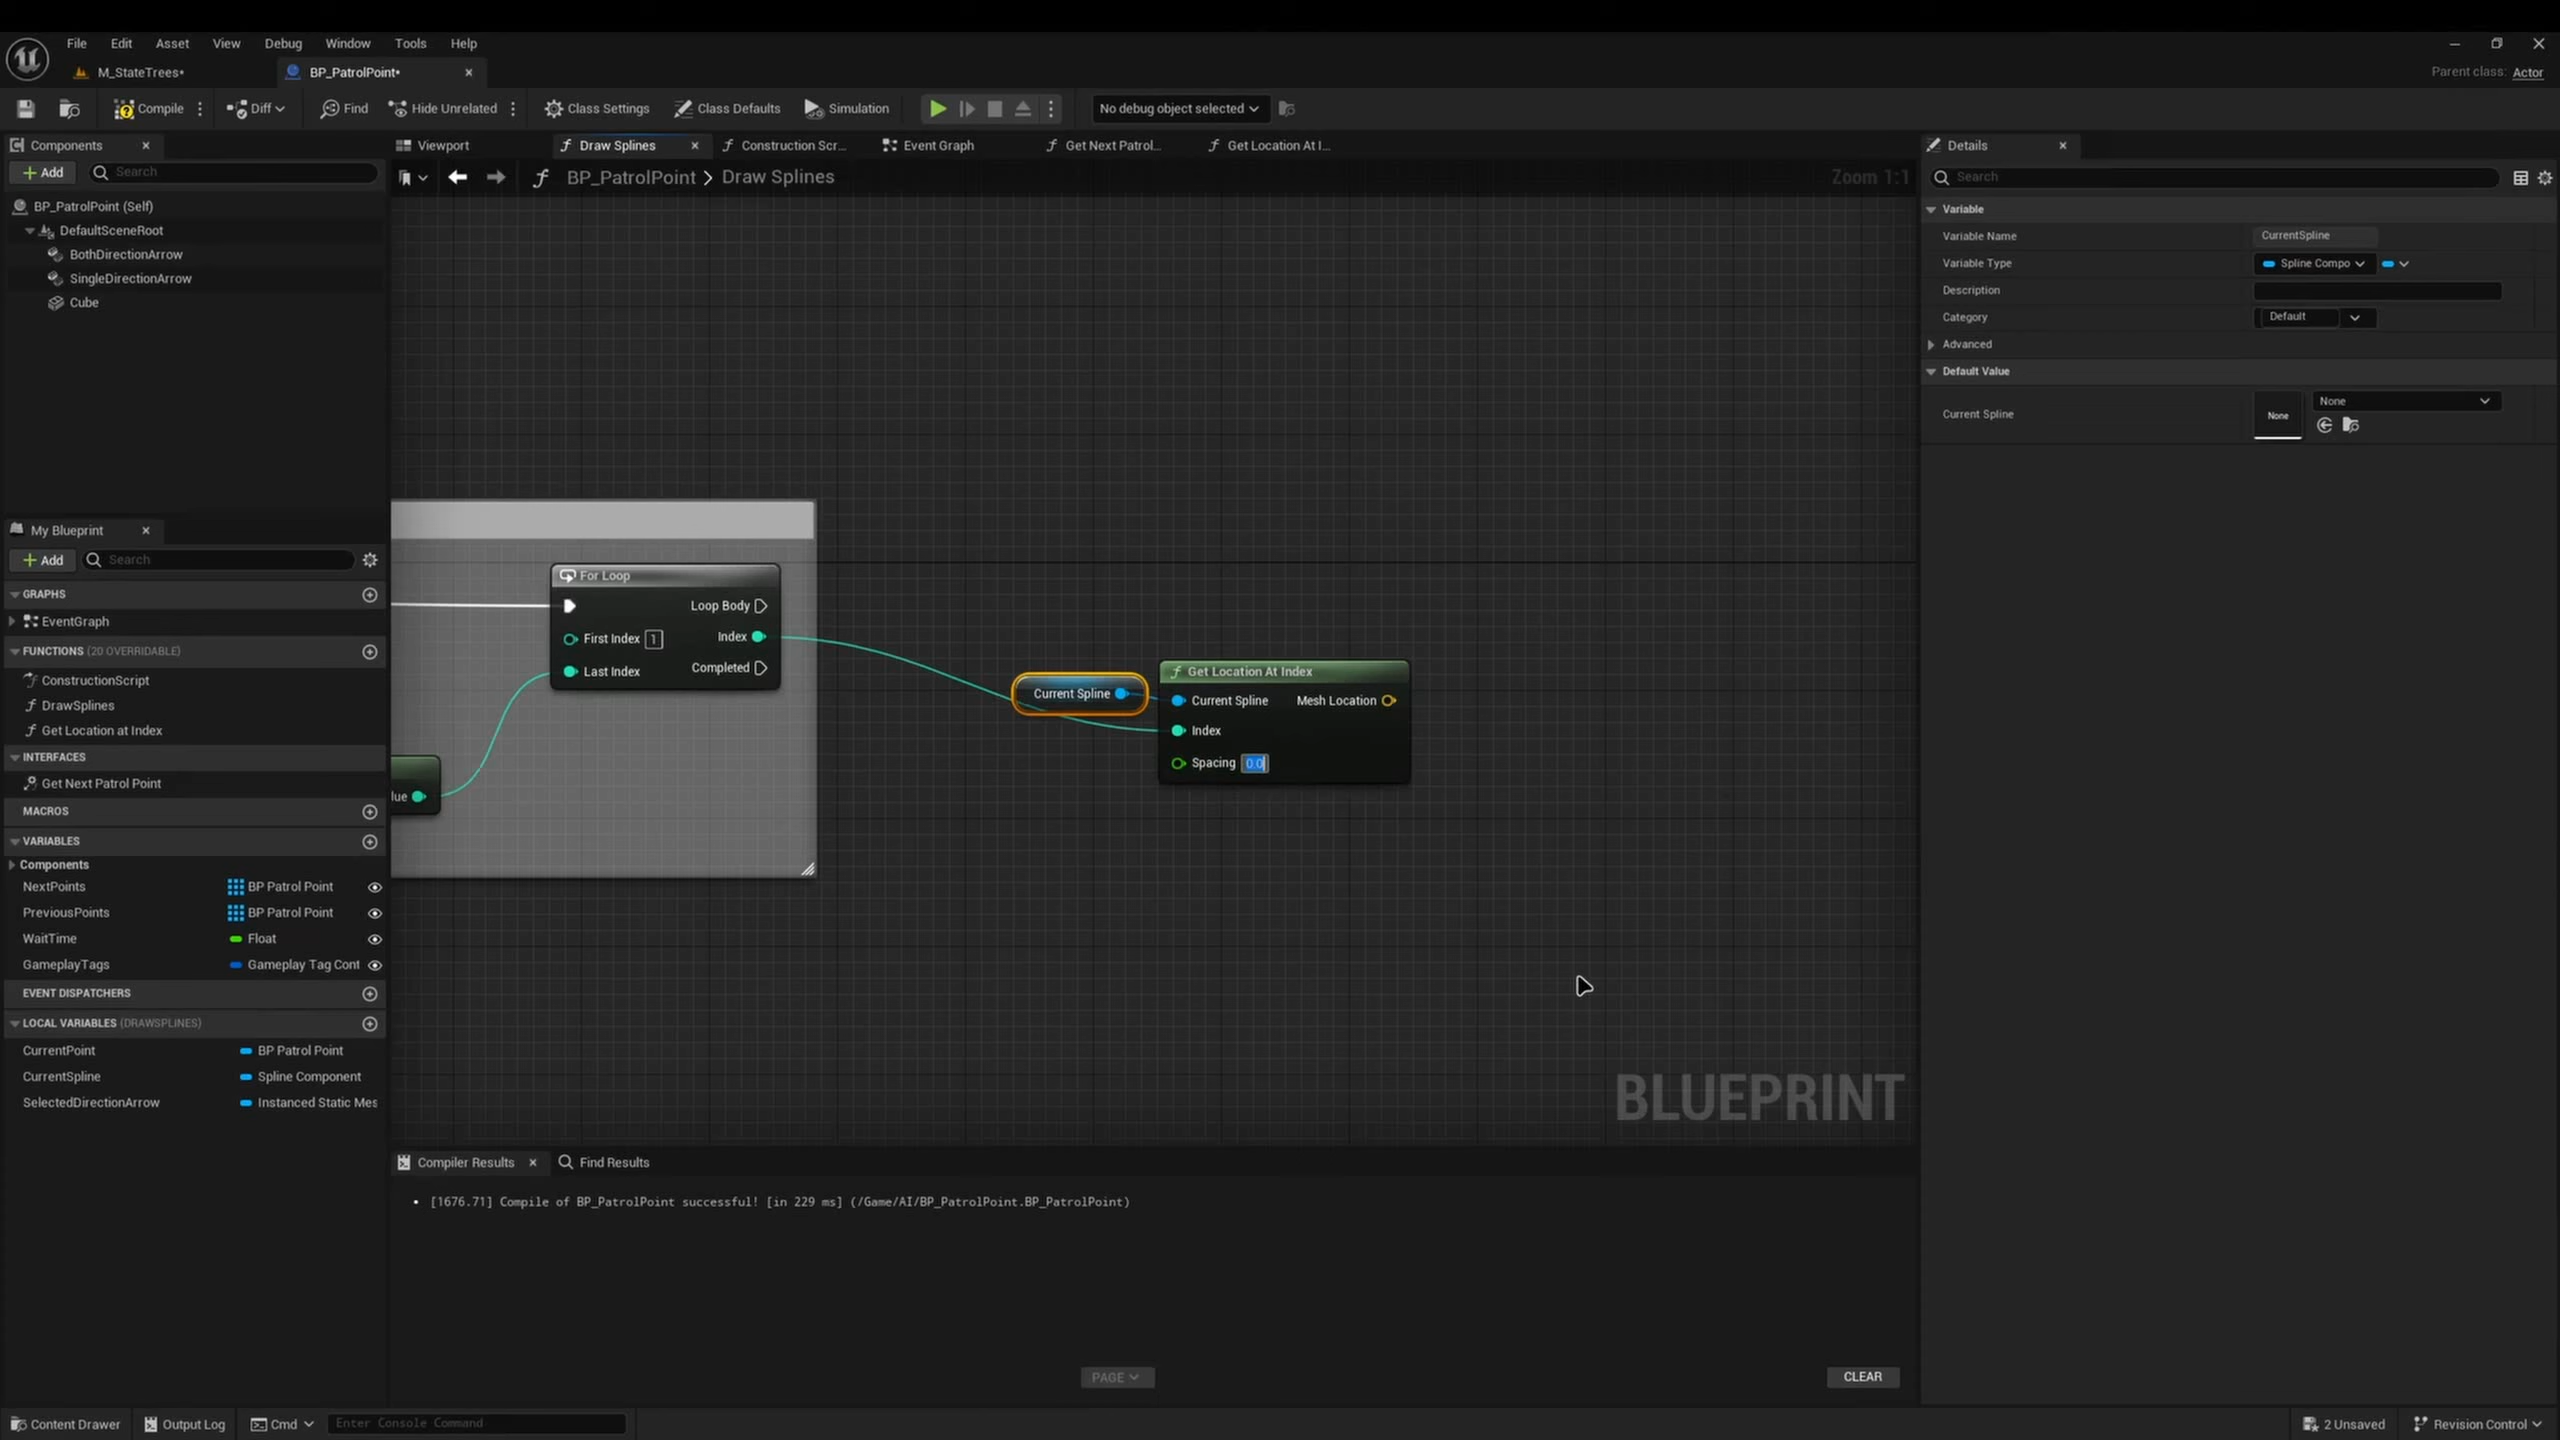 File Edit Asset View Debug Window Tools Help
M_StateTrees*
BP_PatrolPoint*
Parent class: Actor
Compile
Diff
Find
Hide Unrelated
Class Settings
Class Defaults
Simulation
No debug object selected
Components
Viewport
Draw Splines
Construction Scr...
Event Graph
Get Next Patrol...
Get Location At I...
Details
Add
Search
BP_PatrolPoint > Draw Splines
Zoom 1:1
Search
BP_PatrolPoint (Self)
DefaultSceneRoot
BothDirectionArrow
SingleDirectionArrow
Cube
Variable
Variable Name
CurrentSpline
Variable Type
Spline Compo
Description
Category
Default
Advanced
Default Value
Current Spline
None
None
My Blueprint
Add
Search
GRAPHS
EventGraph
FUNCTIONS (20 OVERRIDABLE)
ConstructionScript
DrawSplines
Get Location at Index
INTERFACES
Get Next Patrol Point
MACROS
VARIABLES
Components
NextPoints BP Patrol Point
PreviousPoints BP Patrol Point
WaitTime Float
GameplayTags Gameplay Tag Cont
EVENT DISPATCHERS
LOCAL VARIABLES (DRAWSPLINES)
CurrentPoint BP Patrol Point
CurrentSpline Spline Component
SelectedDirectionArrow Instanced Static Mes
For Loop
Loop Body
First Index 1
Index
Last Index
Completed
lue
Current Spline
Get Location At Index
Current Spline
Mesh Location
Index
Spacing 0.0
BLUEPRINT
Compiler Results
Find Results
• [1676.71] Compile of BP_PatrolPoint successful! [in 229 ms] (/Game/AI/BP_PatrolPoint.BP_PatrolPoint)
PAGE
CLEAR
Content Drawer
Output Log
Cmd
Enter Console Command
2 Unsaved
Revision Control